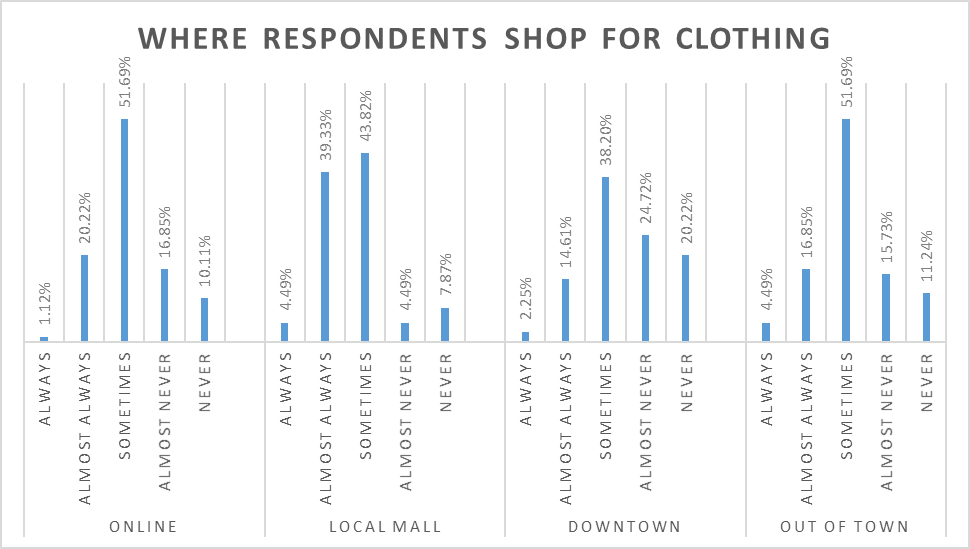 WHERE RESPONDENTS SHOP FOR CLOTHING
1.12%
20.22%
51.69%
16.85%
10.11%
4.49%
39.33%
43.82%
4.49%
7.87%
2.25%
14.61%
38.20%
24.72%
20.22%
4.49%
16.85%
51.69%
15.73%
11.24%
ALWAYS
ALMOST ALWAYS
SOMETIMES
ALMOST NEVER
NEVER
ALWAYS
ALMOST ALWAYS
SOMETIMES
ALMOST NEVER
NEVER
ALWAYS
ALMOST ALWAYS
SOMETIMES
ALMOST NEVER
NEVER
ALWAYS
ALMOST ALWAYS
SOMETIMES
ALMOST NEVER
NEVER
ONLINE
LOCAL MALL
DOWNTOWN
OUT OF TOWN